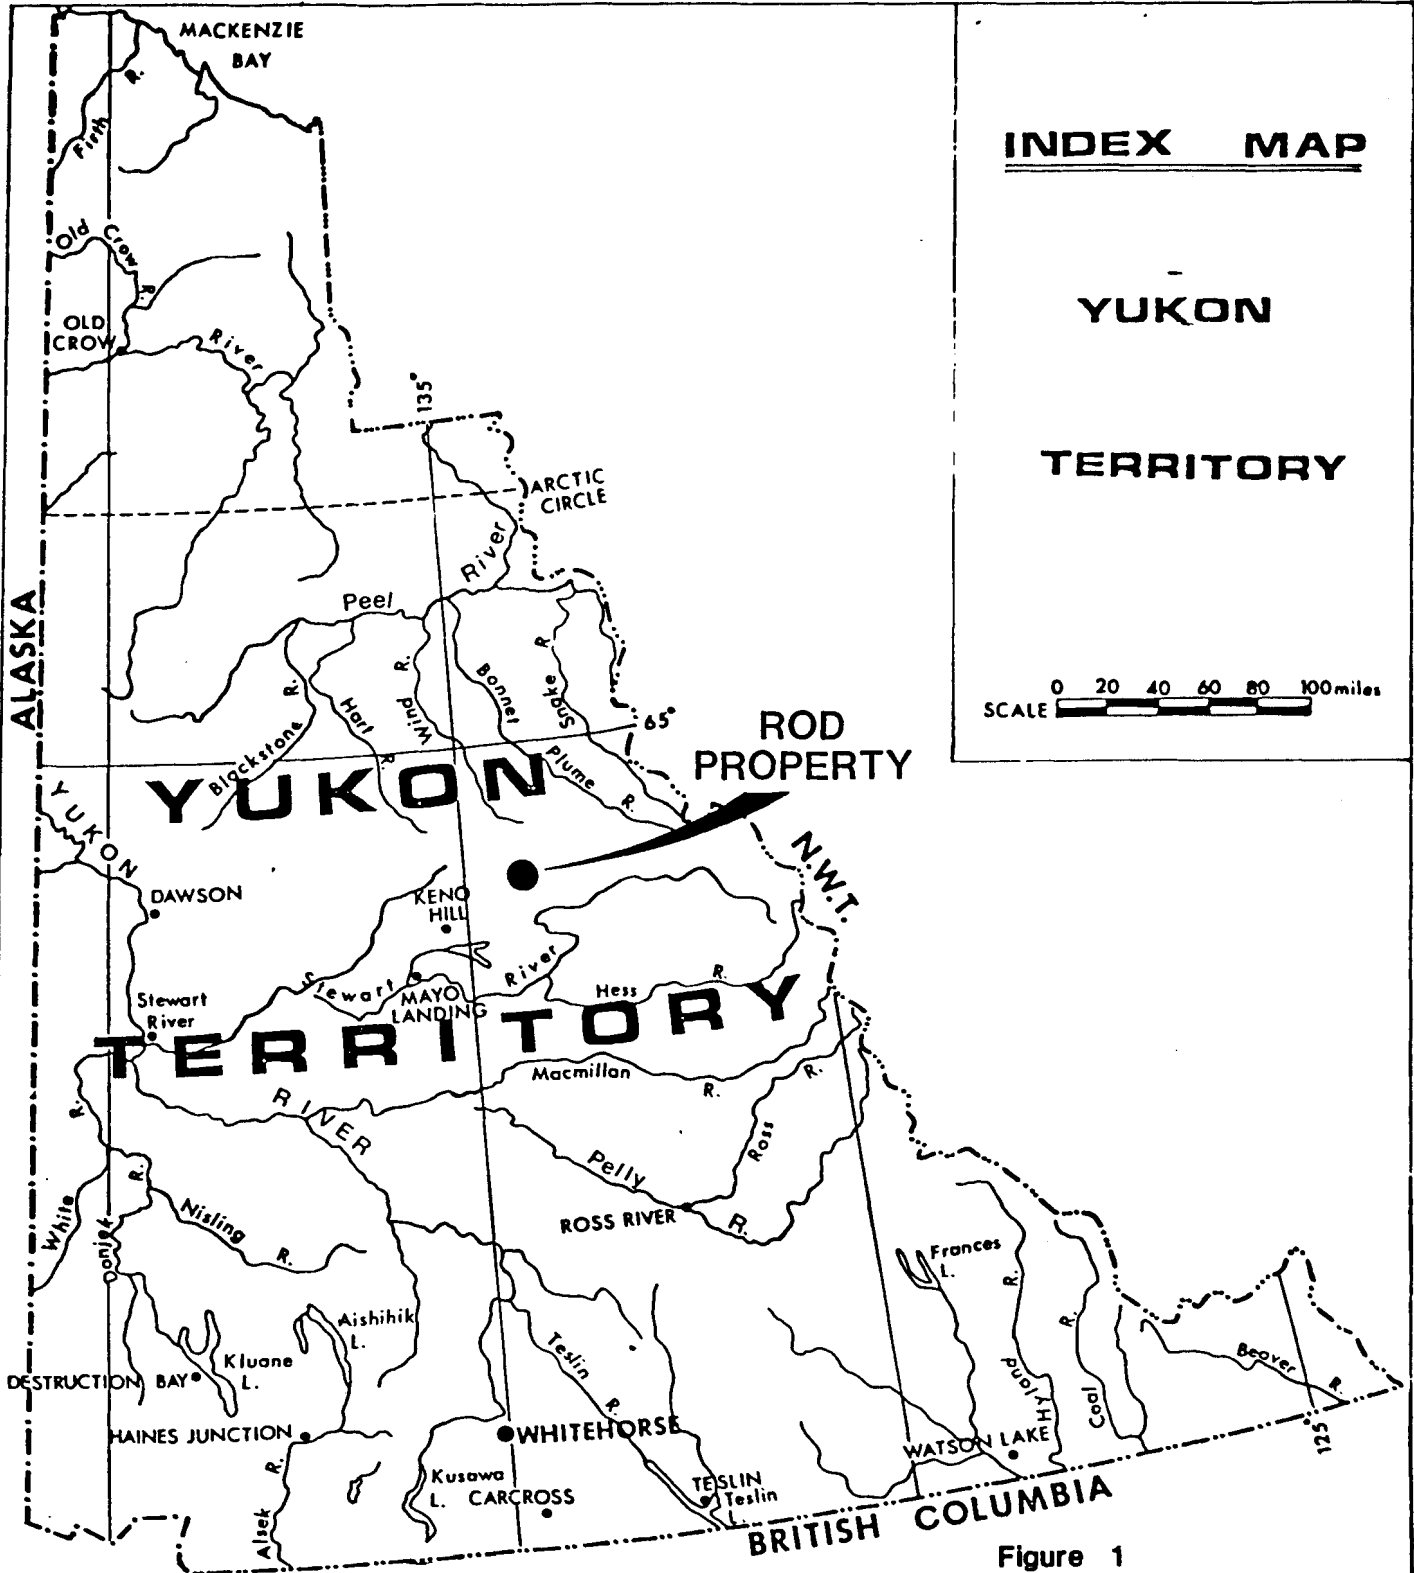 MACKENZIE
BAY
INDEX MAP
Firth R.
YUKON
Old Crow R.
OLD
CROW
River
TERRITORY
135°
ARCTIC
CIRCLE
River
Peel
ALASKA
0 20 40 60 80 100 miles
SCALE
Blackstone R.
Hart R.
Wind R.
Bonnet Plume R.
Snake R
65°
ROD
PROPERTY
YUKON
YUKON
N.W.T.
DAWSON
KENO
HILL
Stewart River
MAYO
LANDING
Hess R.
Stewart
River
TERRITORY
Macmillan R.
RIVER
Ross R.
Pelly R.
ROSS RIVER
White R.
Donjek R.
Nisling R.
Frances
L.
Aishihik
L.
Kluane
L.
DESTRUCTION BAY
Teslin R.
Hyland R.
Coal R.
Beaver R.
HAINES JUNCTION
WHITEHORSE
WATSON LAKE
125°
Kusawa
L.
CARCROSS
TESLIN
Teslin
L.
Alsek R.
BRITISH COLUMBIA
Figure 1